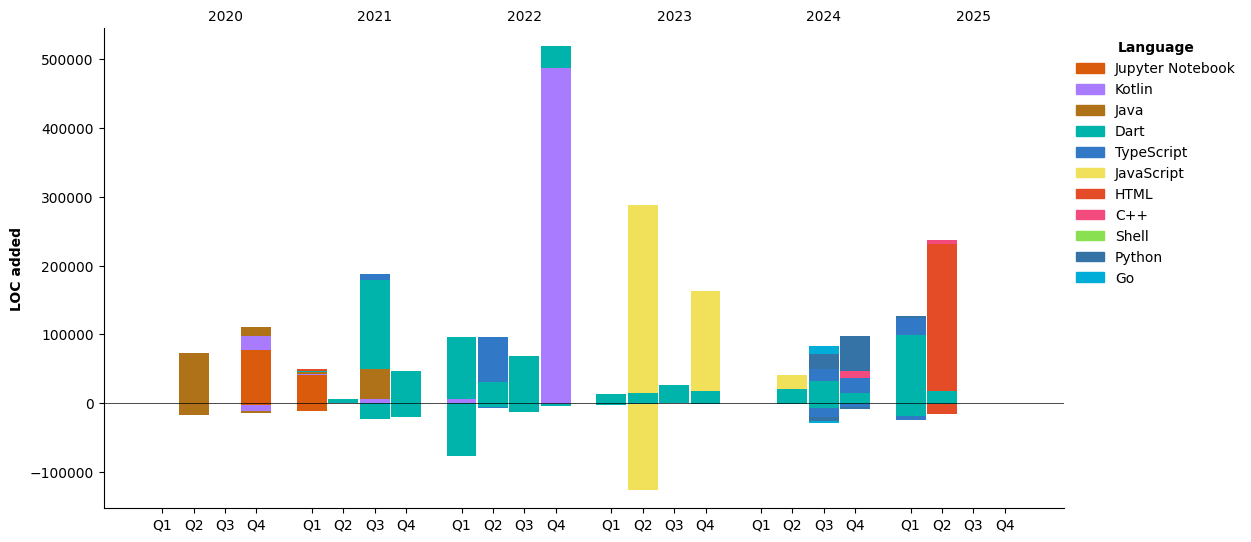 2020 2021 2022 2023 2024 2025
Language
Jupyter Notebook
Kotlin
Java
Dart
TypeScript
JavaScript
HTML
C++
Shell
Python
Go
LOC added
500000
400000
300000
200000
100000
0
−100000
Q1 Q2 Q3 Q4 Q1 Q2 Q3 Q4 Q1 Q2 Q3 Q4 Q1 Q2 Q3 Q4 Q1 Q2 Q3 Q4 Q1 Q2 Q3 Q4